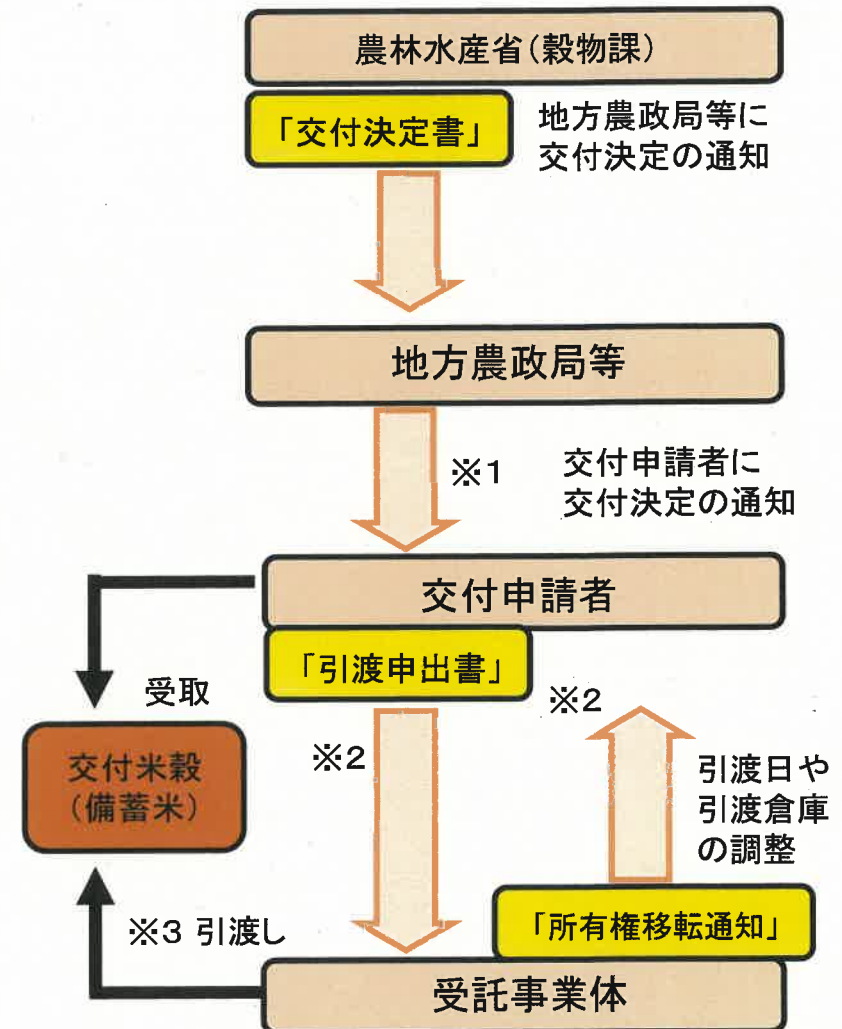 農林水産省(穀物課)
「交付決定書」
地方農政局等に
交付決定の通知
地方農政局等
※1
交付申請者に
交付決定の通知
交付申請者
「引渡申出書」
受取
※2
※2
交付米穀
(備蓄米)
引渡日や
引渡倉庫
の調整
※3 引渡し
「所有権移転通知」
受託事業体